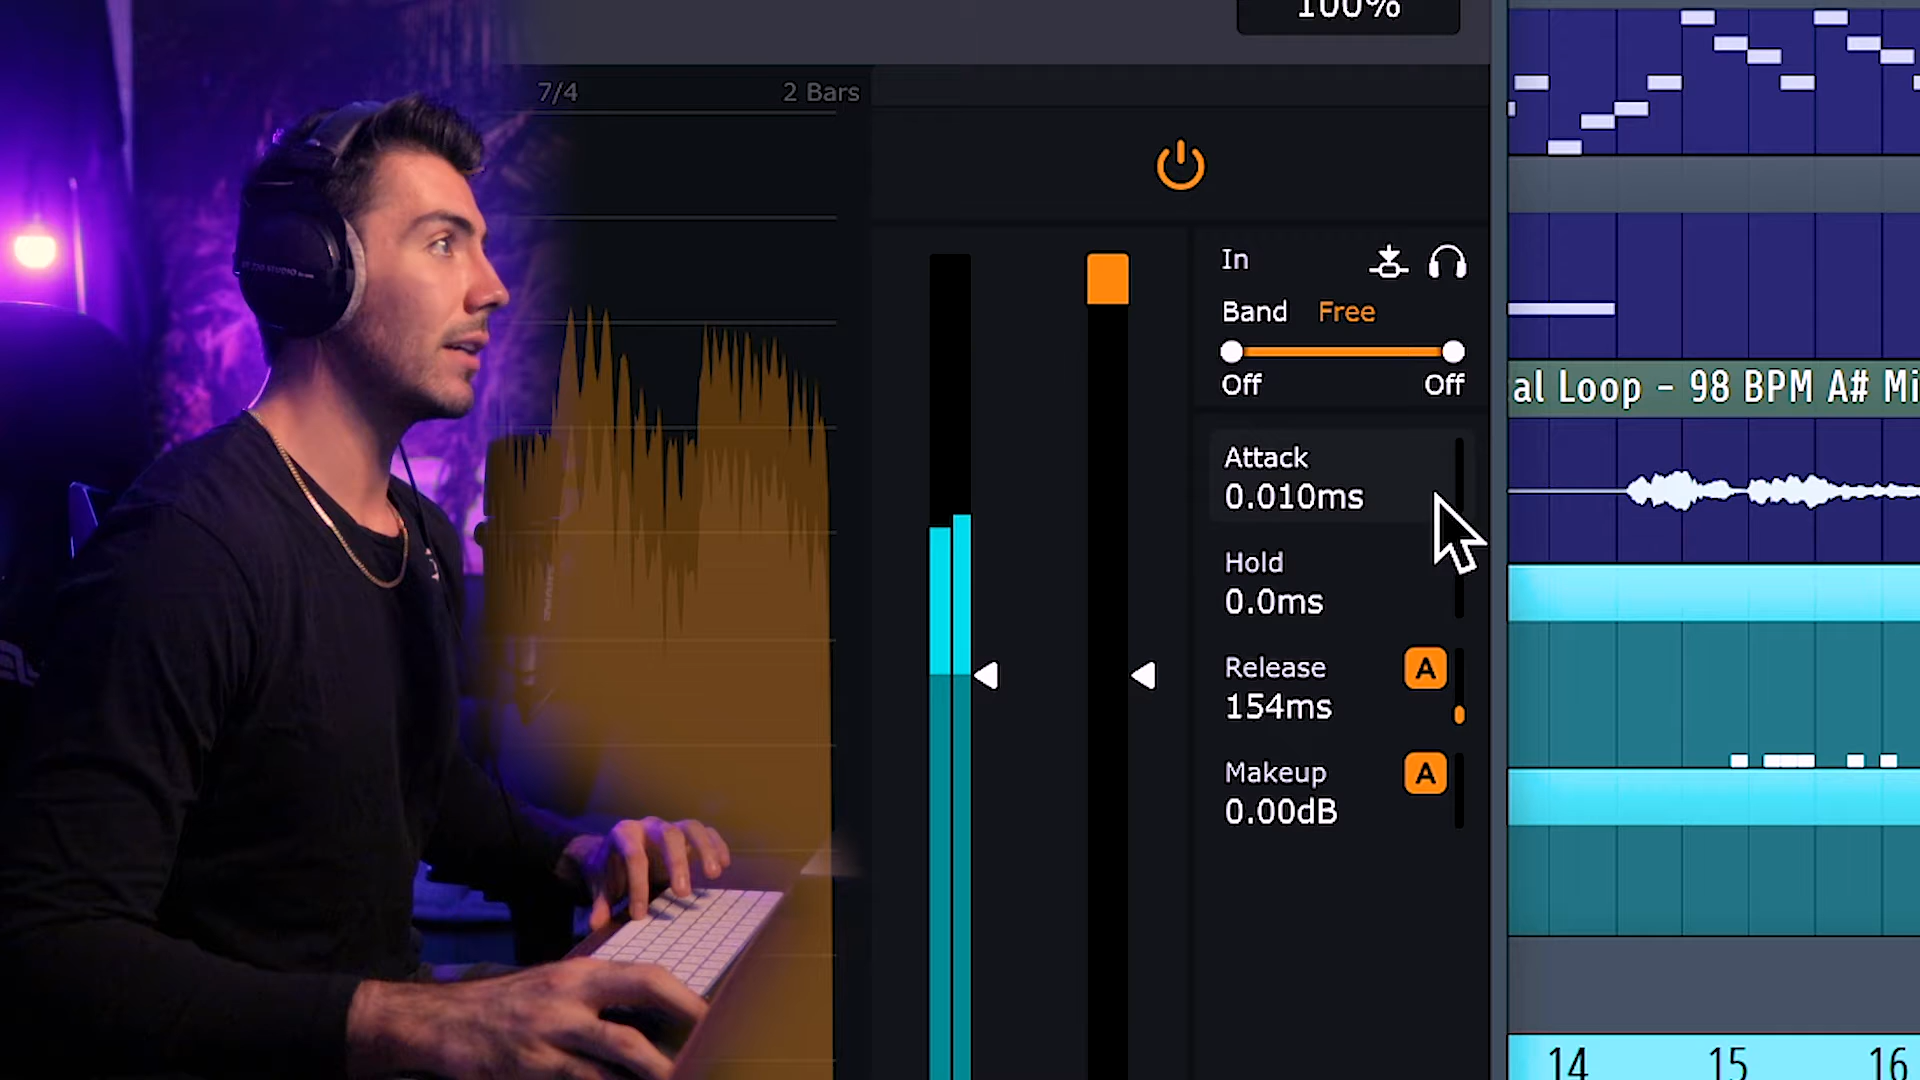 100%
7/4
2 Bars
In
Band Free
Off
Off
al Loop - 98 BPM A# Mi
Attack
0.010ms
Hold
0.0ms
Release
A
154ms
Makeup
A
0.00dB
14
15
16